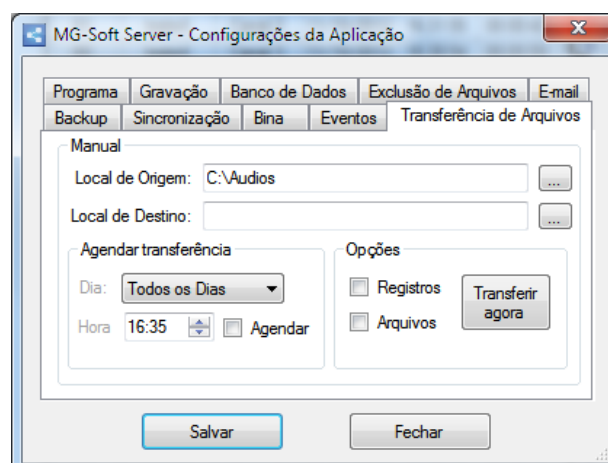 MG-Soft Server - Configurações da Aplicação
Programa Gravação Banco de Dados Exclusão de Arquivos E-mail
Backup Sincronização Bina Eventos Transferência de Arquivos
Manual
Local de Origem: C:\Audios ...
Local de Destino: ...
Agendar transferência
Dia: Todos os Dias
Hora 16:35 Agendar
Opções
Registros
Arquivos
Transferir
agora
Salvar Fechar